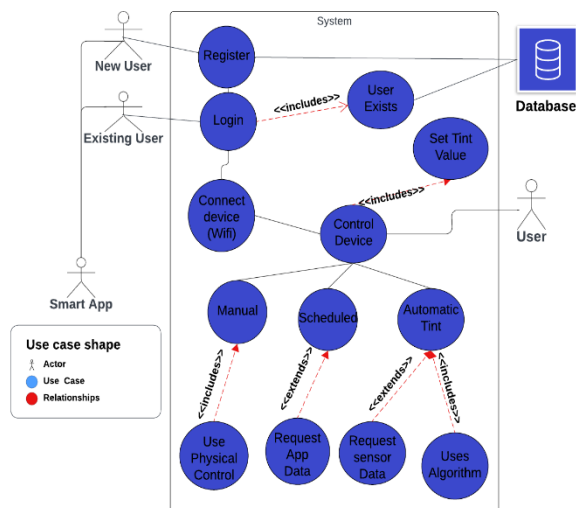 System
New User
Register
Database
Existing User
Login
<<includes>>
User
Exists
Set Tint
Value
<<includes>>
Connect
device
(Wifi)
Control
Device
User
Smart App
Manual
Scheduled
Automatic
Tint
Use case shape
Actor
Use Case
Relationships
<<includes>>
<<extends>>
<<extends>>
<<includes>>
Use
Physical
Control
Request
App
Data
Request
sensor
Data
Uses
Algorithm